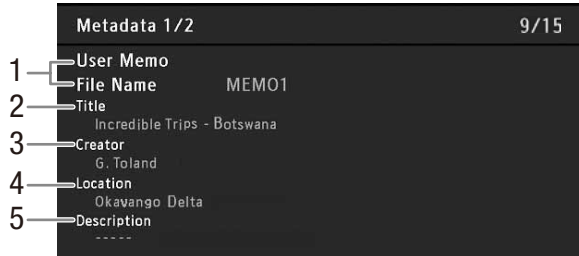 Metadata 1/2 9/15
1 User Memo
File Name MEMO1
2 Title
Incredible Trips - Botswana
3 Creator
G. Toland
4 Location
Okavango Delta
5 Description
-----